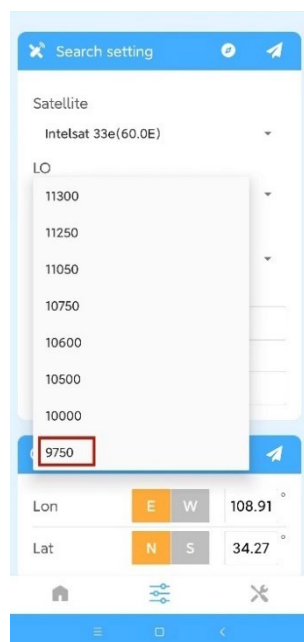 Search setting
Satellite
Intelsat 33e(60.0E)
LO
11300
11250
11050
10750
10600
10500
10000
9750
Lon E W 108.91 °
Lat N S 34.27 °